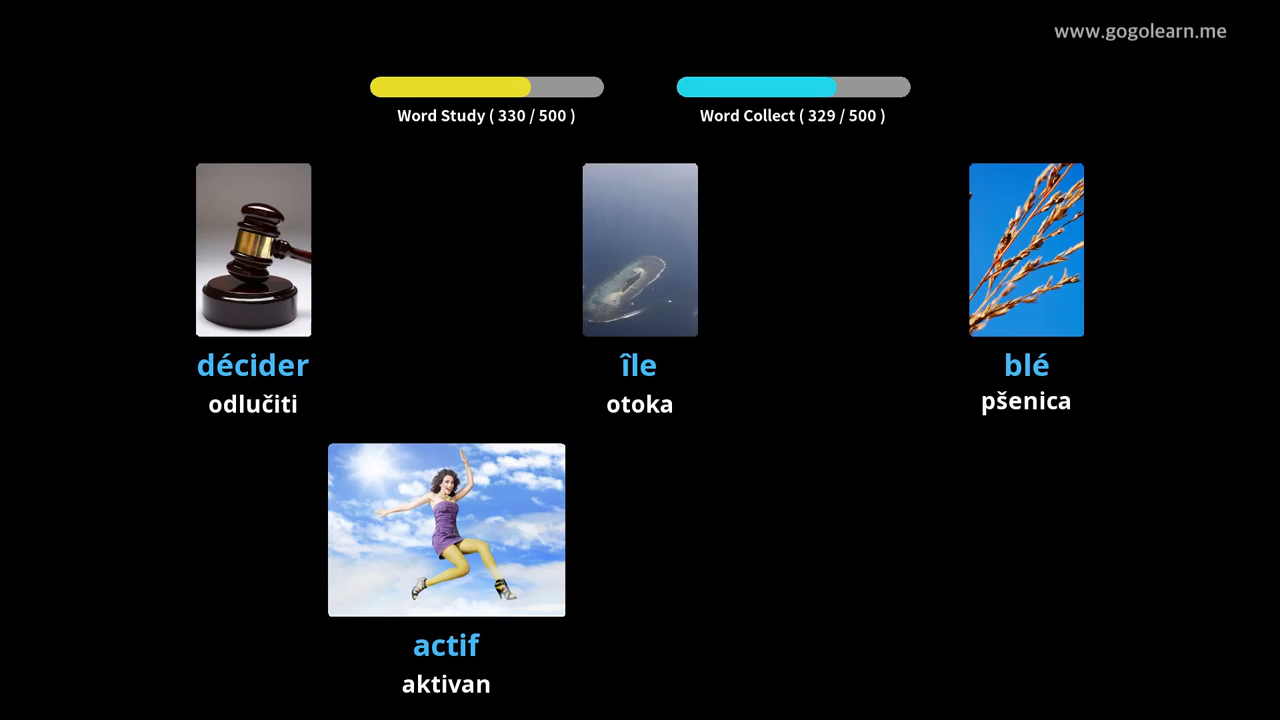 www.gogolearn.me
Word Study ( 330 / 500 )
Word Collect ( 329 / 500 )
décider
odlučiti
île
otoka
blé
pšenica
actif
aktivan